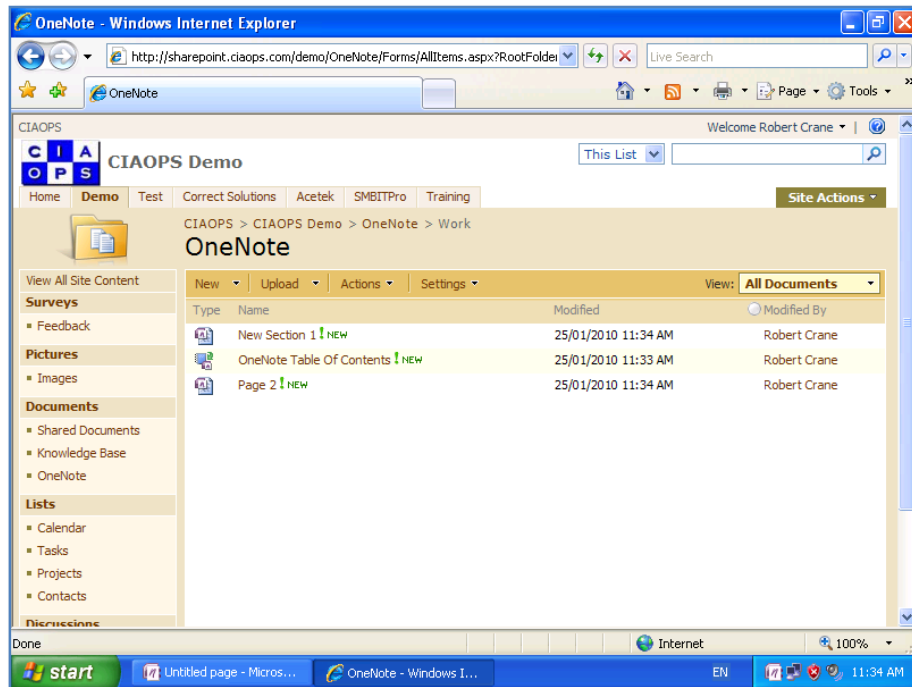 OneNote - Windows Internet Explorer
http://sharepoint.ciaops.com/demo/OneNote/Forms/AllItems.aspx?RootFolder
Live Search
OneNote
Page Tools »
CIAOPS
Welcome Robert Crane
C I A
O P S
CIAOPS Demo
This List
Home Demo Test Correct Solutions Acetek SMBITPro Training
Site Actions
CIAOPS > CIAOPS Demo > OneNote > Work
OneNote
View All Site Content
New Upload Actions Settings
View: All Documents
Surveys
Type Name Modified Modified By
Feedback
New Section 1 ! NEW 25/01/2010 11:34 AM Robert Crane
Pictures
OneNote Table Of Contents ! NEW 25/01/2010 11:33 AM Robert Crane
Images
Page 2 ! NEW 25/01/2010 11:34 AM Robert Crane
Documents
Shared Documents
Knowledge Base
OneNote
Lists
Calendar
Tasks
Projects
Contacts
Discussions
Done
Internet
100%
start
Untitled page - Micros...
OneNote - Windows I...
EN
11:34 AM